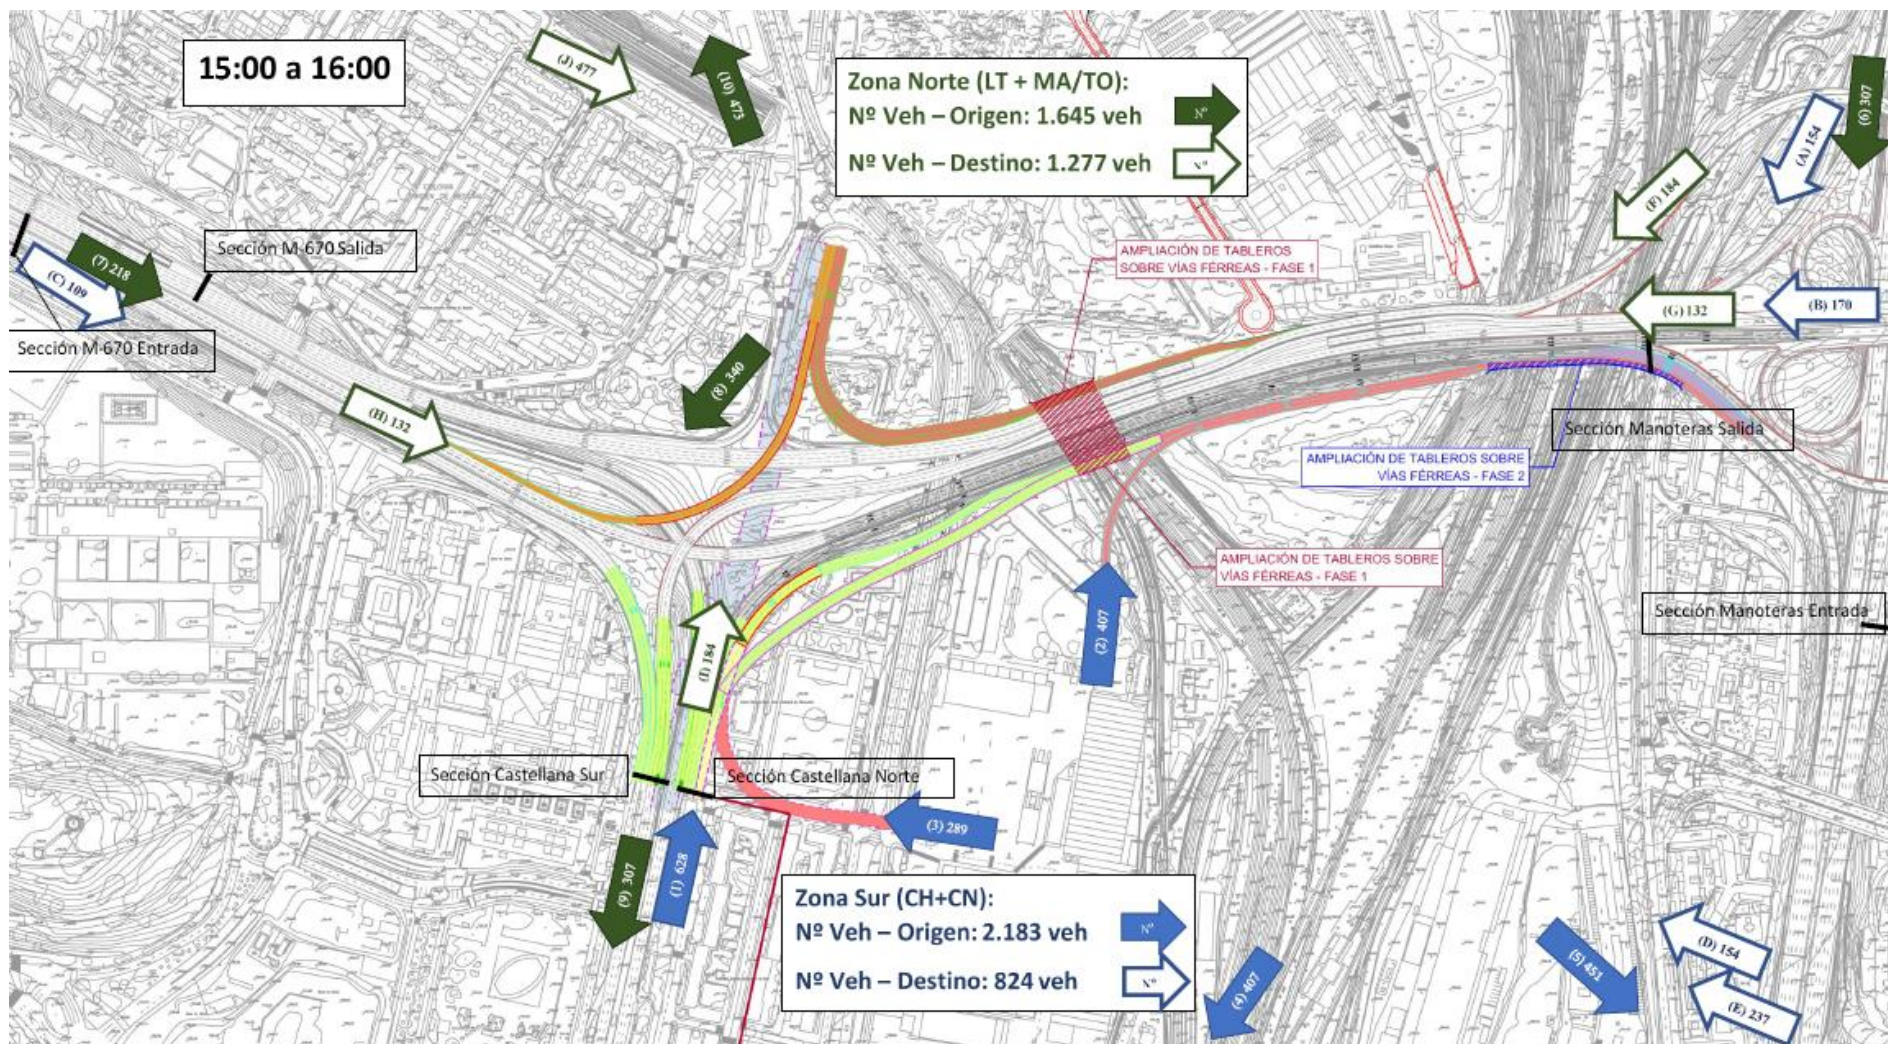 15:00 a 16:00
(J) 477
(10) 473
Zona Norte (LT + MA/TO):
Nº Veh – Origen: 1.645 veh
Nº
Nº Veh – Destino: 1.277 veh
Nº
(6) 307
(A) 154
(F) 184
(G) 132
(B) 170
Sección M-670 Salida
(7) 218
(C) 109
Sección M-670 Entrada
AMPLIACIÓN DE TABLEROS
SOBRE VÍAS FÉRREAS - FASE 1
(8) 340
(H) 132
Sección Manoteras Salida
AMPLIACIÓN DE TABLEROS SOBRE
VÍAS FÉRREAS - FASE 2
AMPLIACIÓN DE TABLEROS SOBRE
VÍAS FÉRREAS - FASE 1
Sección Manoteras Entrada
(2) 407
(I) 184
Sección Castellana Sur
Sección Castellana Norte
(3) 289
(9) 307
(1) 628
Zona Sur (CH+CN):
Nº Veh – Origen: 2.183 veh
Nº
Nº Veh – Destino: 824 veh
Nº
(4) 407
(5) 451
(D) 154
(E) 237